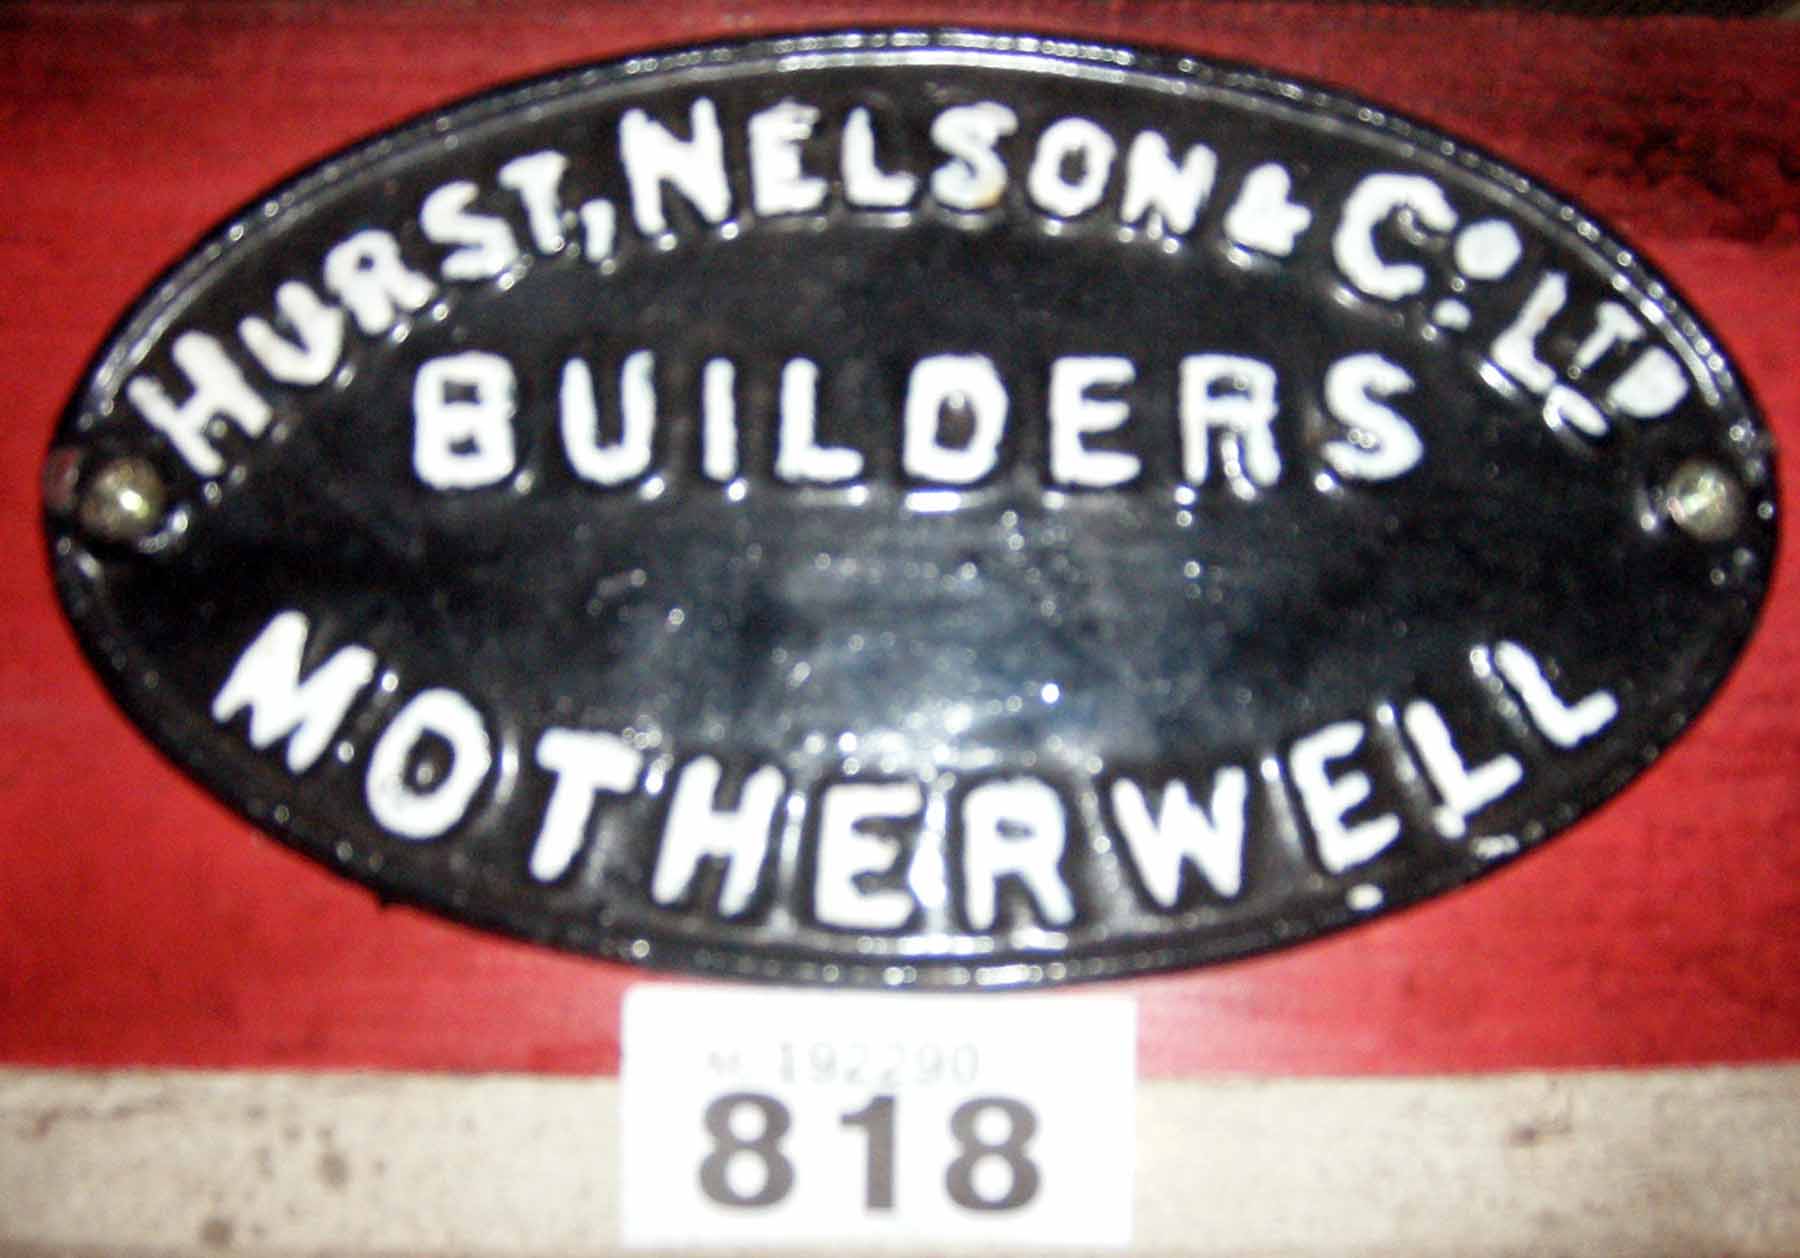 HURST, NELSON & CO. LTD
BUILDERS
MOTHERWELL
192290
818